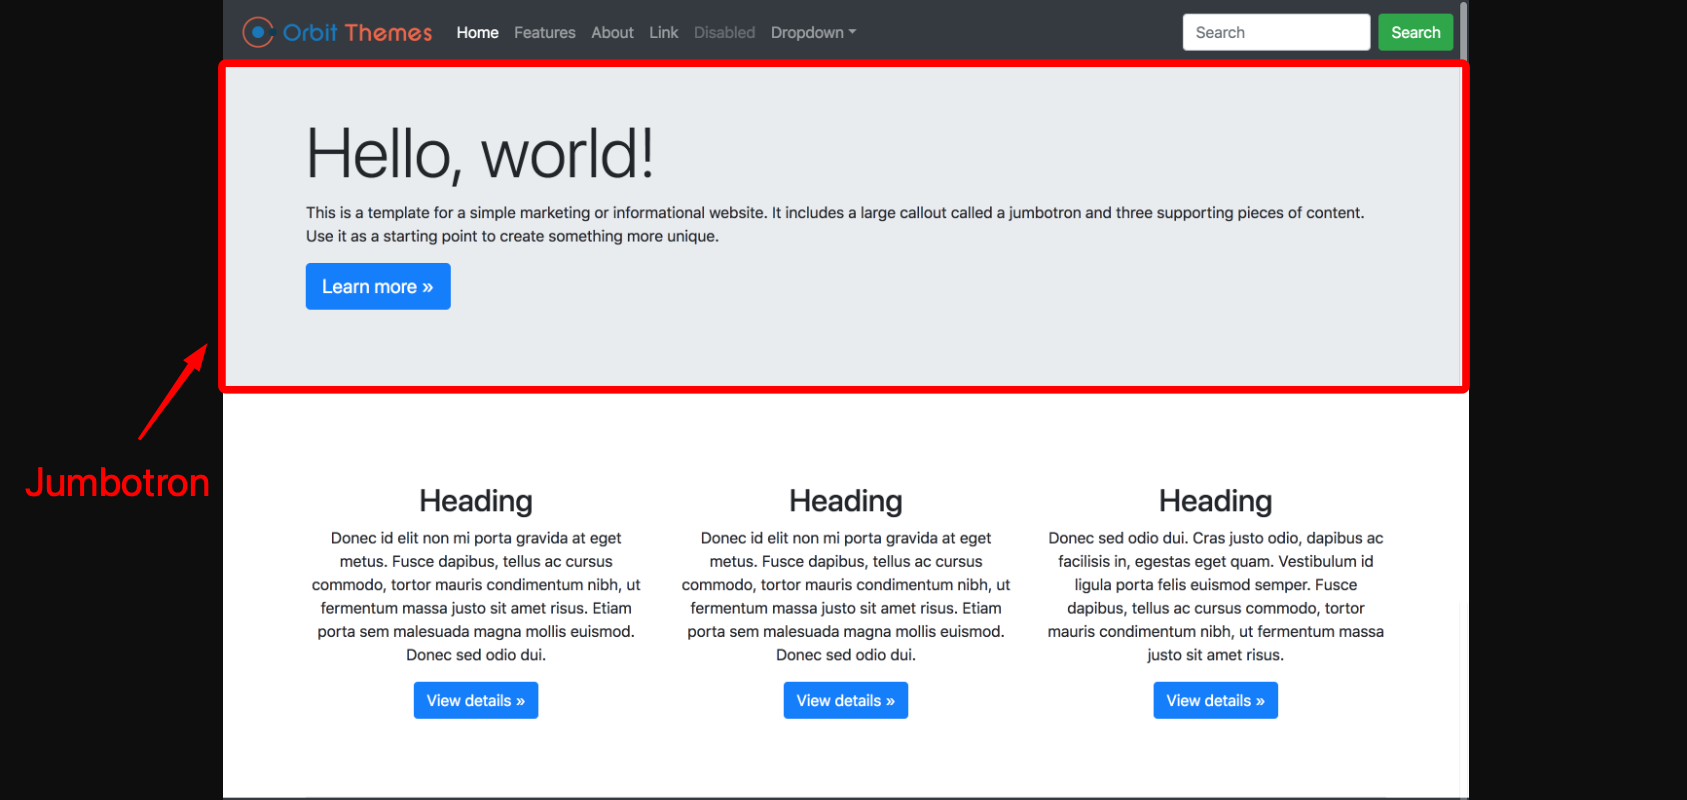 Orbit Themes Home Features About Link Disabled Dropdown Search Search
Hello, world!
This is a template for a simple marketing or informational website. It includes a large callout called a jumbotron and three supporting pieces of content.
Use it as a starting point to create something more unique.
Learn more »
Jumbotron
Heading
Donec id elit non mi porta gravida at eget
metus. Fusce dapibus, tellus ac cursus
commodo, tortor mauris condimentum nibh, ut
fermentum massa justo sit amet risus. Etiam
porta sem malesuada magna mollis euismod.
Donec sed odio dui.
View details »
Heading
Donec id elit non mi porta gravida at eget
metus. Fusce dapibus, tellus ac cursus
commodo, tortor mauris condimentum nibh, ut
fermentum massa justo sit amet risus. Etiam
porta sem malesuada magna mollis euismod.
Donec sed odio dui.
View details »
Heading
Donec sed odio dui. Cras justo odio, dapibus ac
facilisis in, egestas eget quam. Vestibulum id
ligula porta felis euismod semper. Fusce
dapibus, tellus ac cursus commodo, tortor
mauris condimentum nibh, ut fermentum massa
justo sit amet risus.
View details »